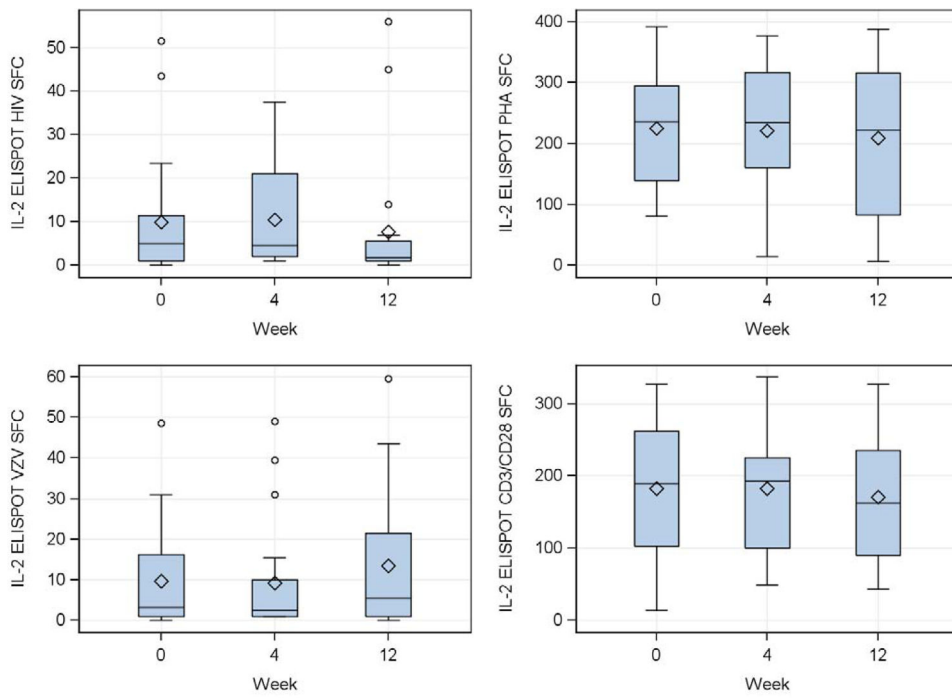 IL-2 ELISPOT HIV SFC
50
40
30
20
10
0
0 4 12
Week
IL-2 ELISPOT PHA SFC
400
300
200
100
0
0 4 12
Week
IL-2 ELISPOT VZV SFC
60
50
40
30
20
10
0
0 4 12
Week
IL-2 ELISPOT CD3/CD28 SFC
300
200
100
0
0 4 12
Week